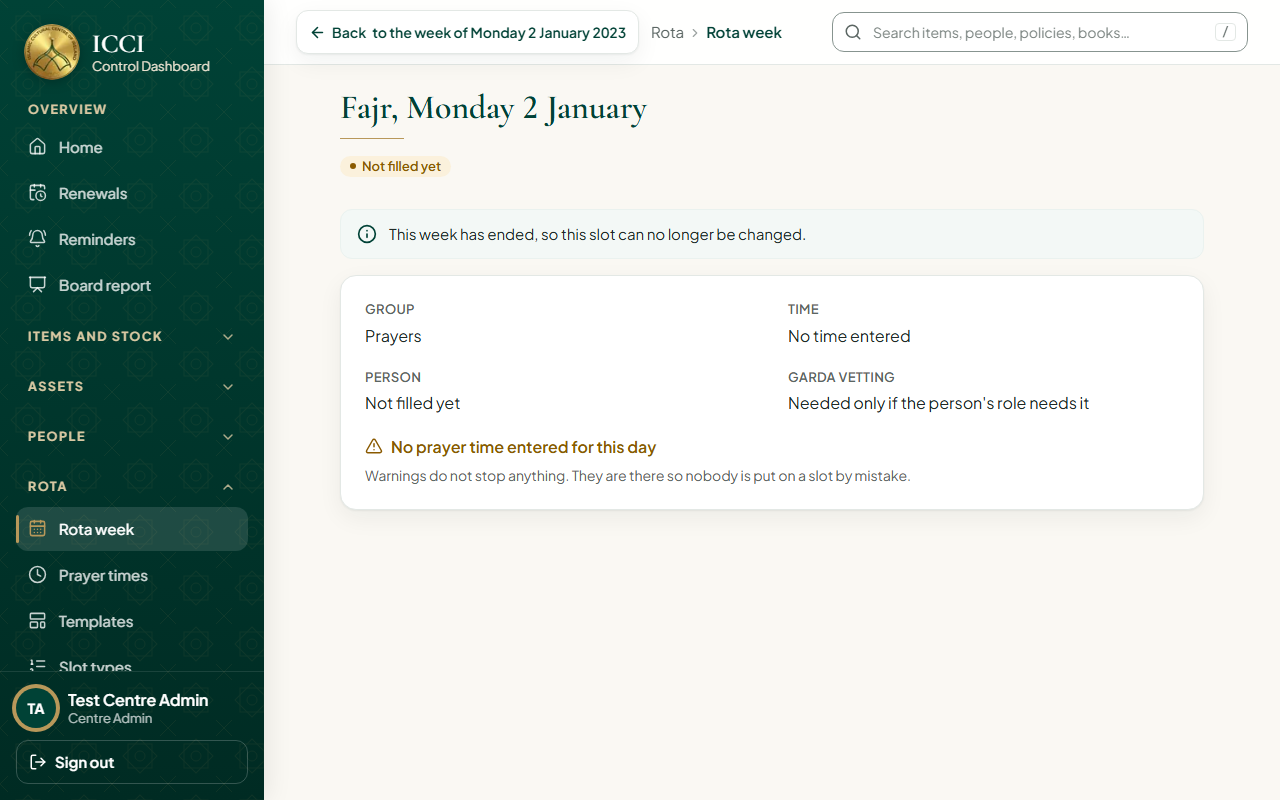 ICCI
Control Dashboard
OVERVIEW
Home
Renewals
Reminders
Board report
ITEMS AND STOCK
ASSETS
PEOPLE
ROTA
Rota week
Prayer times
Templates
Slot types
TA
Test Centre Admin
Centre Admin
Sign out
Back to the week of Monday 2 January 2023
Rota › Rota week
Search items, people, policies, books…
/
Fajr, Monday 2 January
Not filled yet
This week has ended, so this slot can no longer be changed.
GROUP
Prayers
TIME
No time entered
PERSON
Not filled yet
GARDA VETTING
Needed only if the person's role needs it
No prayer time entered for this day
Warnings do not stop anything. They are there so nobody is put on a slot by mistake.